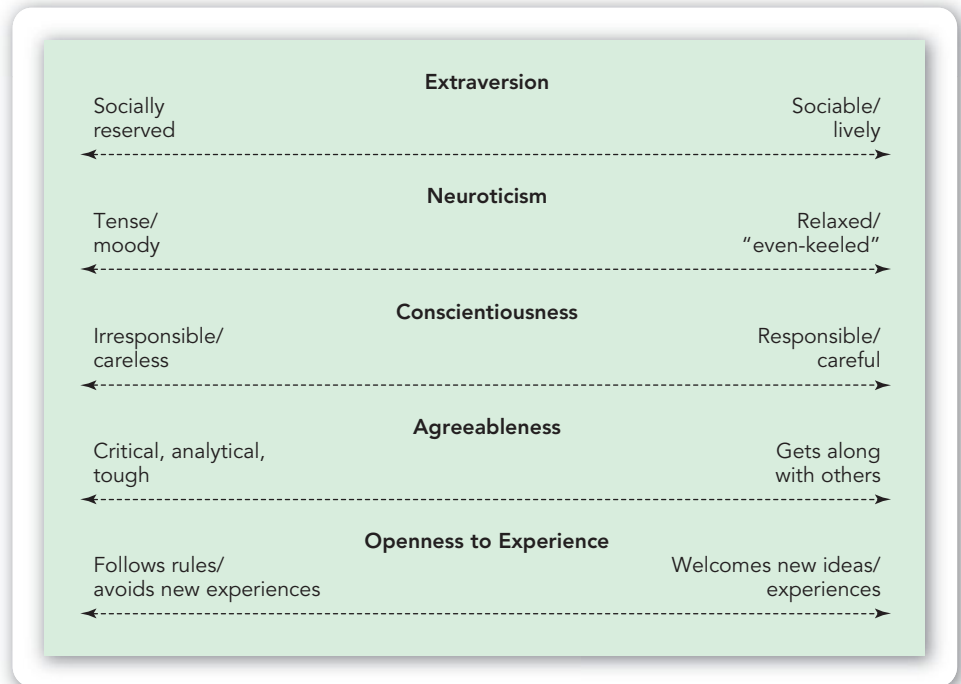 Extraversion
Socially
reserved
Sociable/
lively
Neuroticism
Tense/
moody
Relaxed/
“even-keeled”
Conscientiousness
Irresponsible/
careless
Responsible/
careful
Agreeableness
Critical, analytical,
tough
Gets along
with others
Openness to Experience
Follows rules/
avoids new experiences
Welcomes new ideas/
experiences